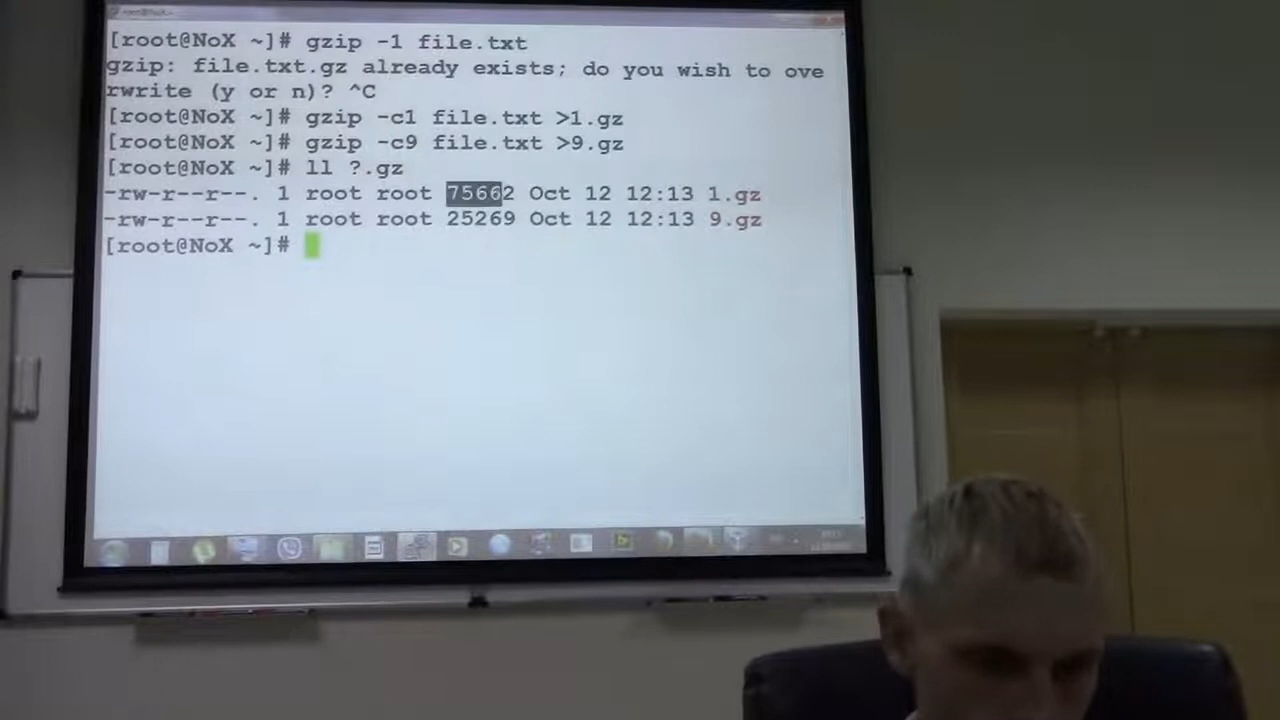 [root@NoX ~]# gzip -1 file.txt
gzip: file.txt.gz already exists; do you wish to ove
rwrite (y or n)? ^C
[root@NoX ~]# gzip -c1 file.txt >1.gz
[root@NoX ~]# gzip -c9 file.txt >9.gz
[root@NoX ~]# ll ?.gz
-rw-r--r--. 1 root root 75662 Oct 12 12:13 1.gz
-rw-r--r--. 1 root root 25269 Oct 12 12:13 9.gz
[root@NoX ~]#